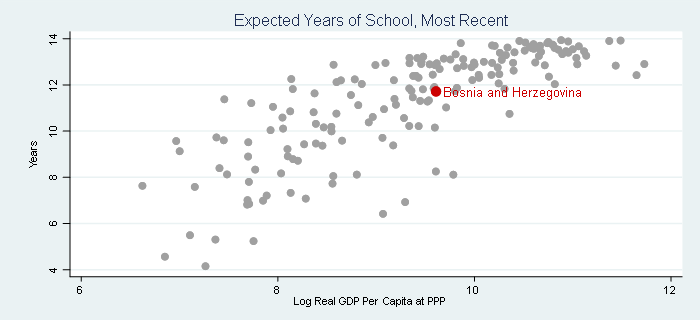 Expected Years of School, Most Recent
14
12
10
8
6
4
Years
Bosnia and Herzegovina
6
8
10
12
Log Real GDP Per Capita at PPP